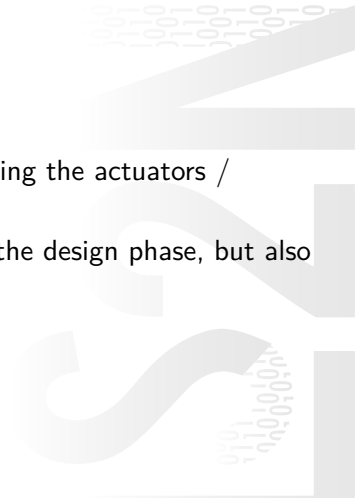 ing the actuators /
the design phase, but also